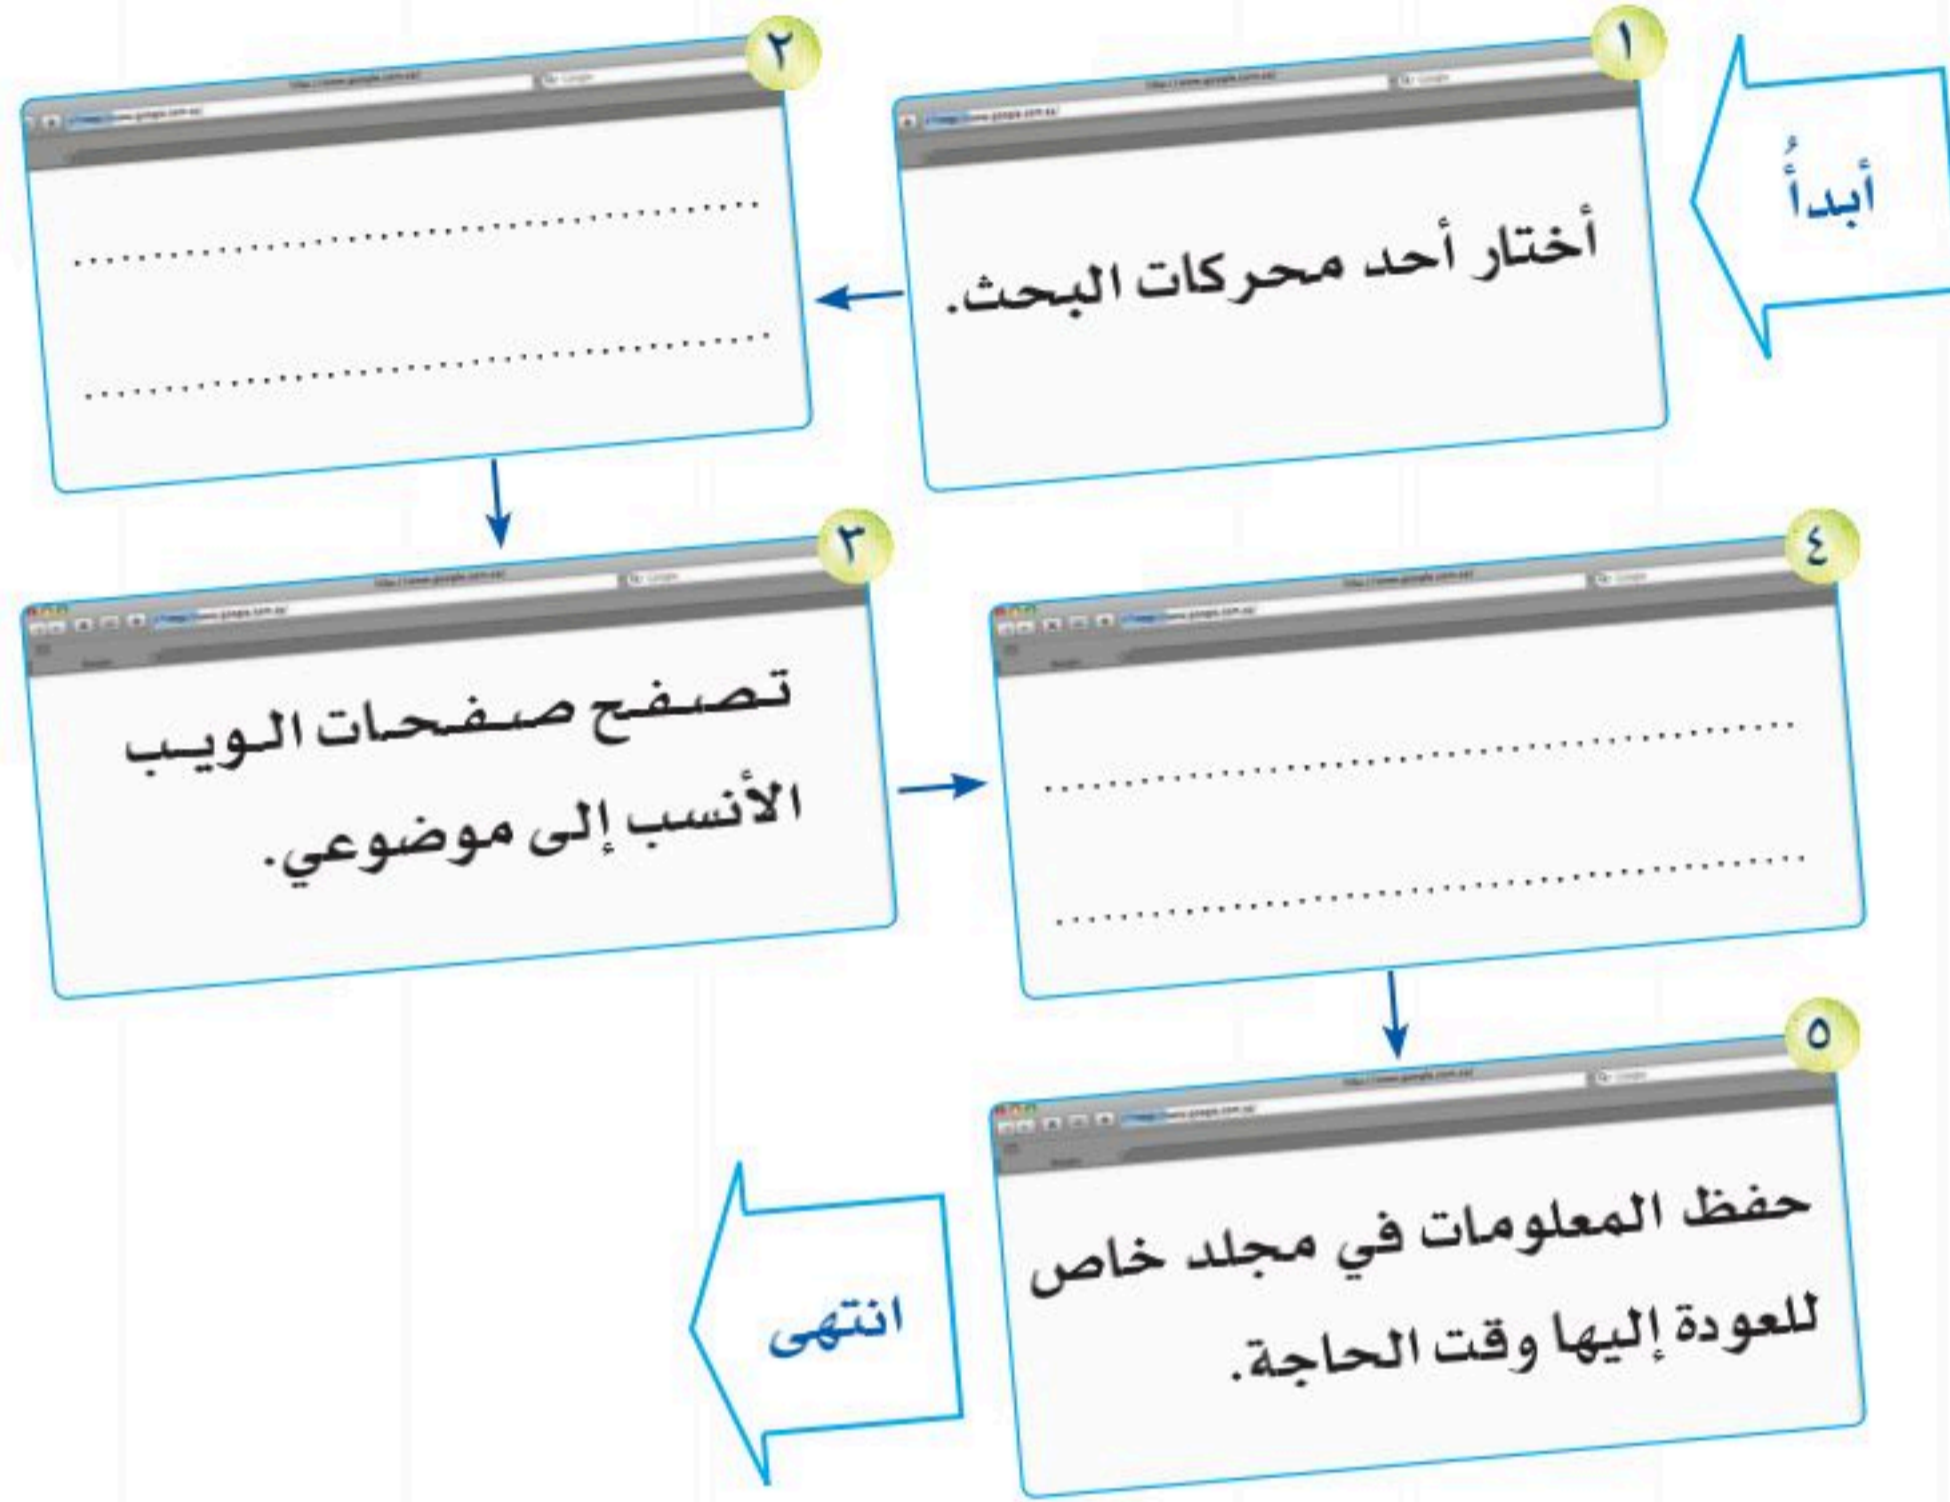 أبدأُ
١
أختار أحد محركات البحث.
٢
٣
تصفح صفحات الويب
الأنسب إلى موضوعي.
٤
٥
حفظ المعلومات في مجلد خاص
للعودة إليها وقت الحاجة.
انتهى